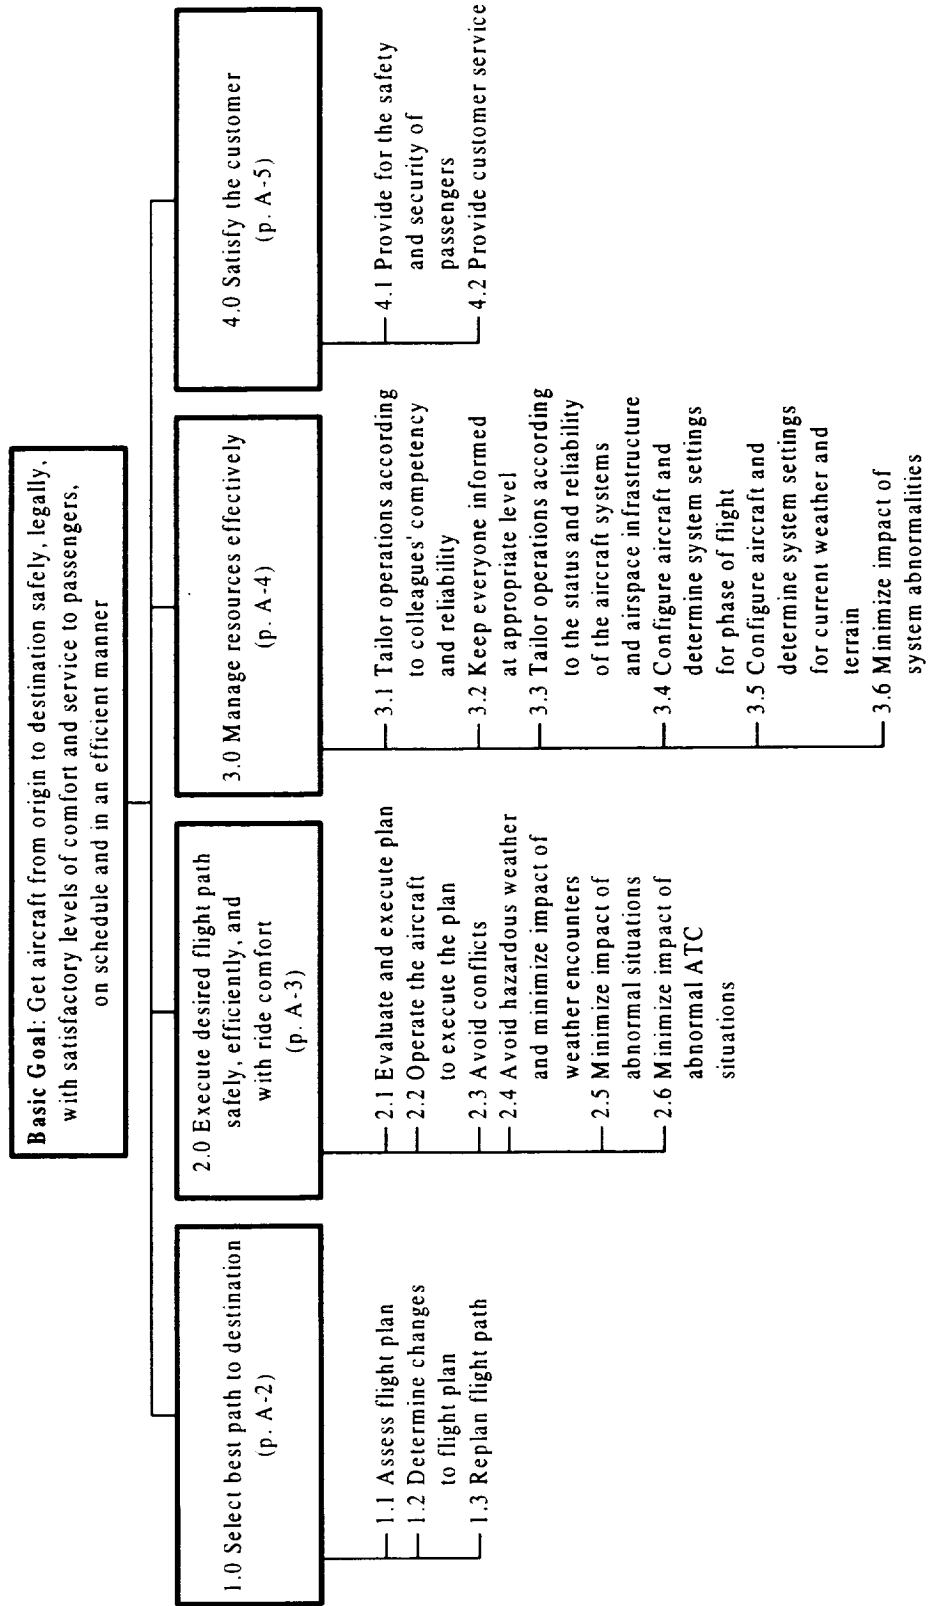 Basic Goal: Get aircraft from origin to destination safely, legally,
with satisfactory levels of comfort and service to passengers,
on schedule and in an efficient manner
1.0 Select best path to destination
(p. A-2)
1.1 Assess flight plan
1.2 Determine changes
to flight plan
1.3 Replan flight path
2.0 Execute desired flight path
safely, efficiently, and
with ride comfort
(p. A-3)
2.1 Evaluate and execute plan
2.2 Operate the aircraft
to execute the plan
2.3 Avoid conflicts
2.4 Avoid hazardous weather
and minimize impact of
weather encounters
2.5 Minimize impact of
abnormal situations
2.6 Minimize impact of
abnormal ATC
situations
3.0 Manage resources effectively
(p. A-4)
3.1 Tailor operations according
to colleagues' competency
and reliability
3.2 Keep everyone informed
at appropriate level
3.3 Tailor operations according
to the status and reliability
of the aircraft systems
and airspace infrastructure
3.4 Configure aircraft and
determine system settings
for phase of flight
3.5 Configure aircraft and
determine system settings
for current weather and
terrain
3.6 Minimize impact of
system abnormalities
4.0 Satisfy the customer
(p. A-5)
4.1 Provide for the safety
and security of
passengers
4.2 Provide customer service